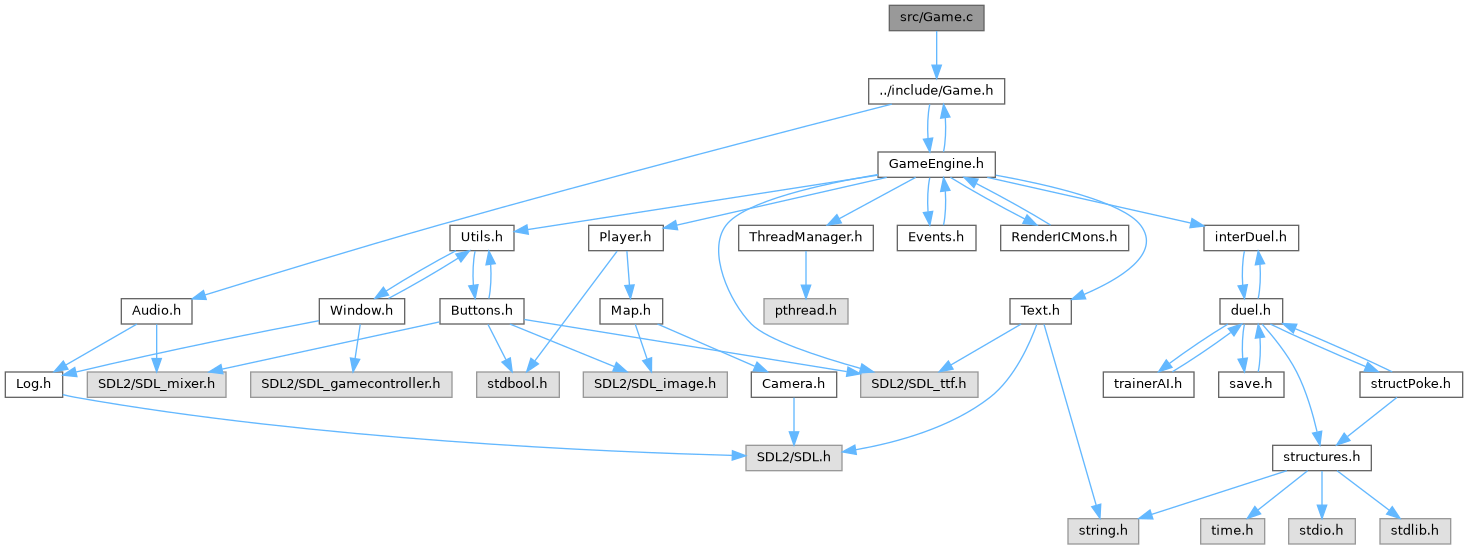 src/Game.c
../include/Game.h
GameEngine.h
Utils.h
Player.h
ThreadManager.h
Events.h
RenderICMons.h
interDuel.h
Audio.h
Window.h
Buttons.h
Map.h
pthread.h
Text.h
duel.h
Log.h
SDL2/SDL_mixer.h
SDL2/SDL_gamecontroller.h
stdbool.h
SDL2/SDL_image.h
Camera.h
SDL2/SDL_ttf.h
trainerAI.h
save.h
structPoke.h
SDL2/SDL.h
structures.h
string.h
time.h
stdio.h
stdlib.h